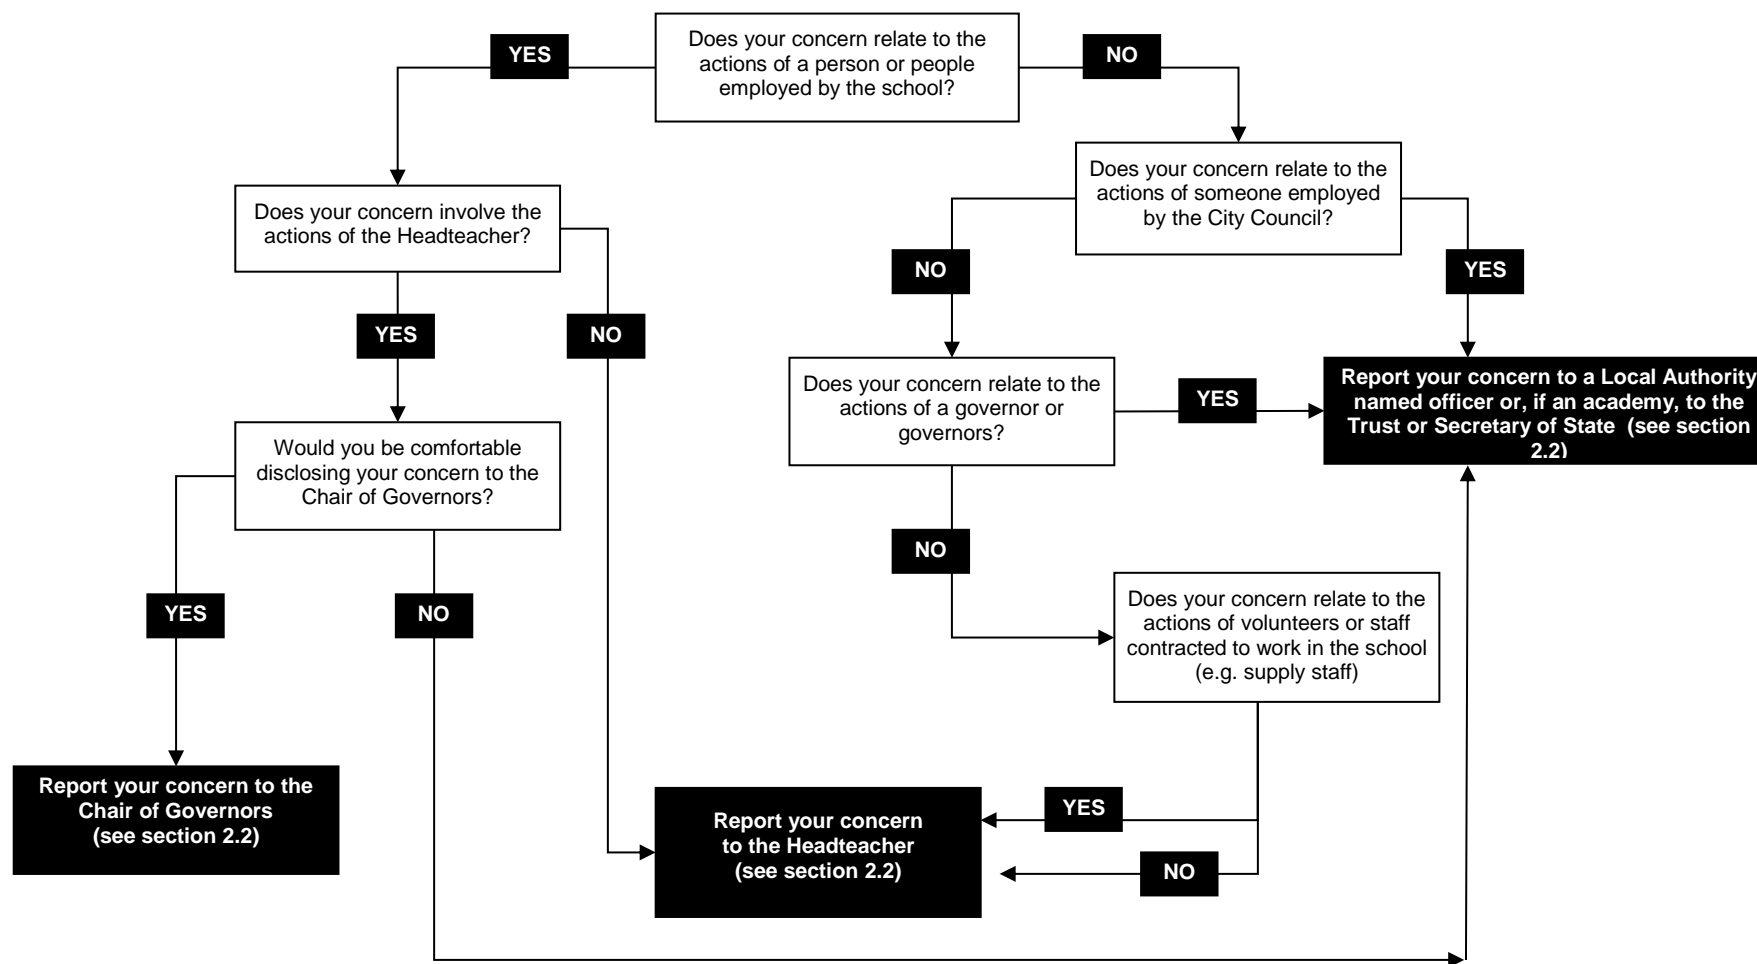 Does your concern relate to the
actions of a person or people
employed by the school?
YES
NO
Does your concern relate to the
actions of someone employed
by the City Council?
Does your concern involve the
actions of the Headteacher?
NO
YES
YES
NO
Does your concern relate to the
actions of a governor or
governors?
YES
Report your concern to a Local Authority
named officer or, if an academy, to the
Trust or Secretary of State (see section
2.2)
Would you be comfortable
disclosing your concern to the
Chair of Governors?
NO
YES
NO
Does your concern relate to the
actions of volunteers or staff
contracted to work in the school
(e.g. supply staff)
Report your concern to the
Chair of Governors
(see section 2.2)
Report your concern
to the Headteacher
(see section 2.2)
YES
NO